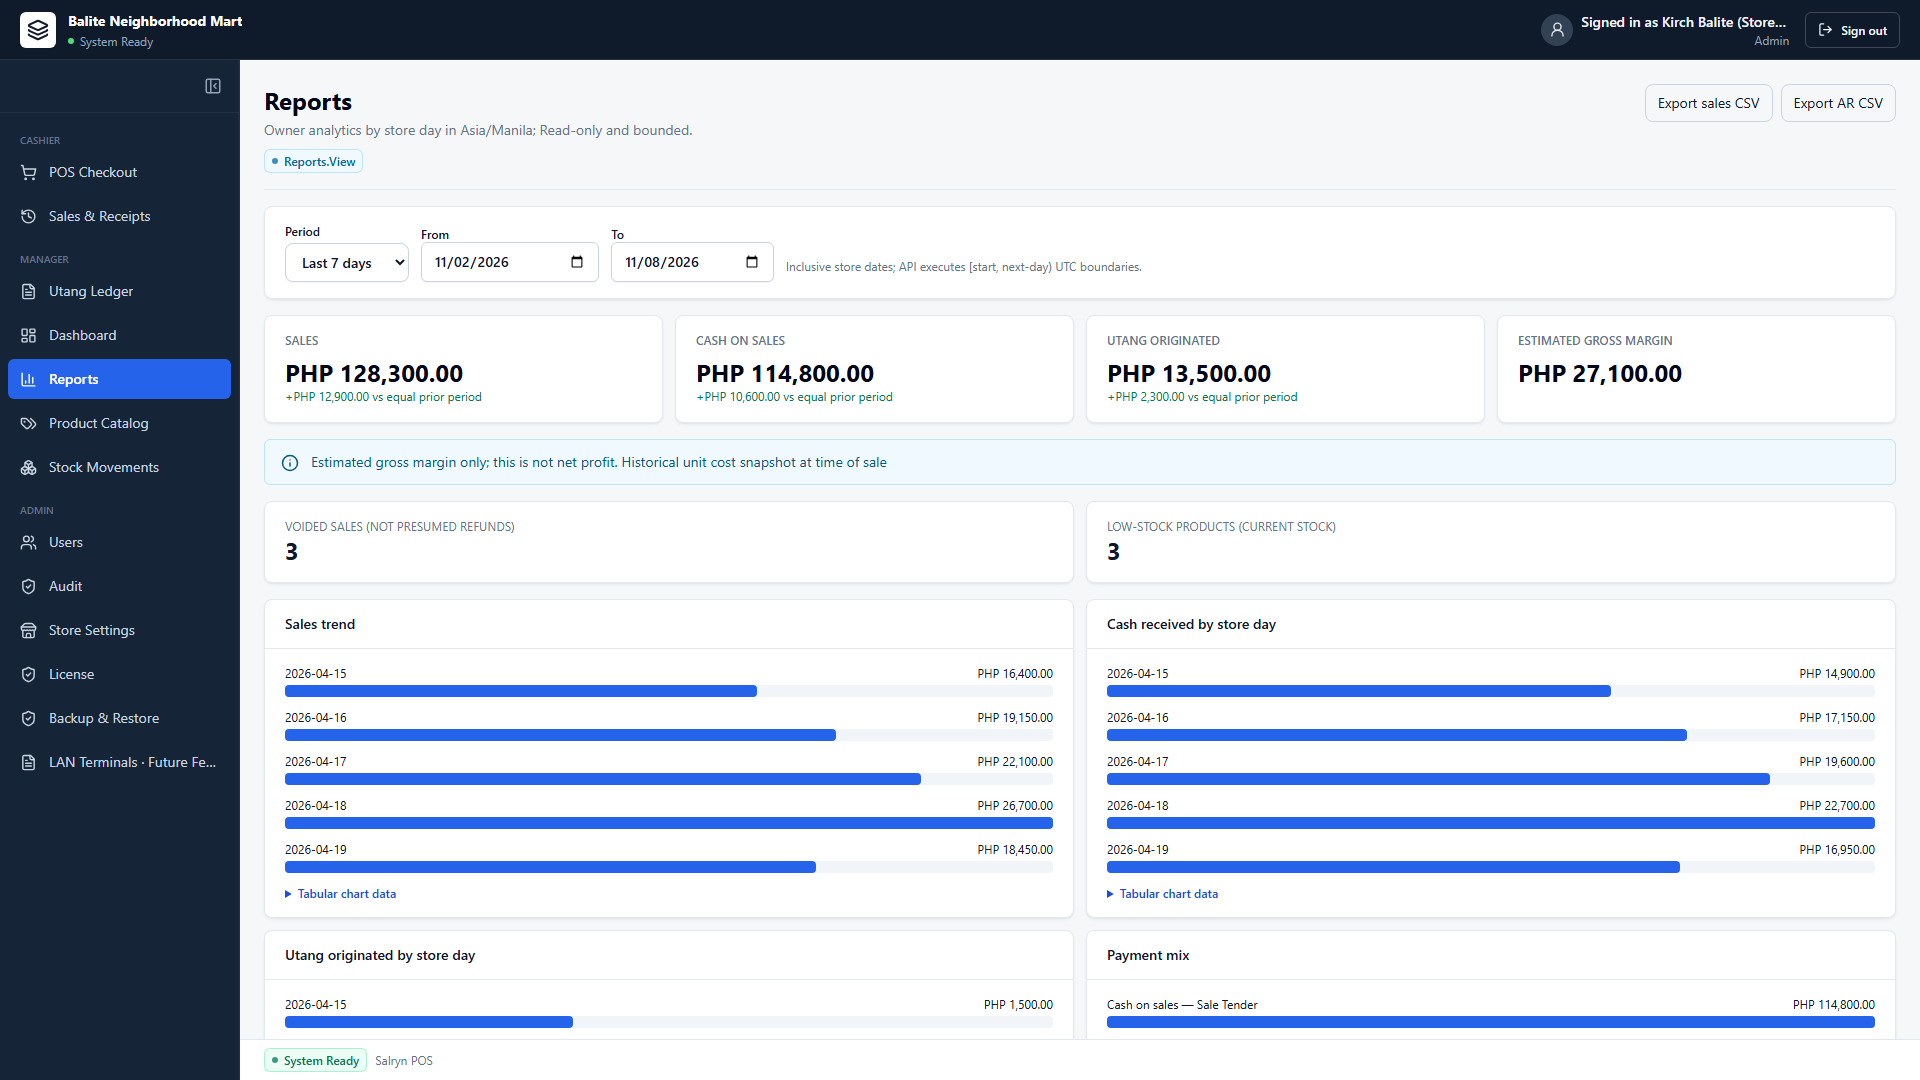 Balite Neighborhood Mart
System Ready
Signed in as Kirch Balite (Store...
Admin
Sign out
CASHIER
POS Checkout
Sales & Receipts
MANAGER
Utang Ledger
Dashboard
Reports
Product Catalog
Stock Movements
ADMIN
Users
Audit
Store Settings
License
Backup & Restore
LAN Terminals · Future Fe...
Reports
Owner analytics by store day in Asia/Manila; Read-only and bounded.
Reports.View
Export sales CSV
Export AR CSV
Period
Last 7 days
From
11/02/2026
To
11/08/2026
Inclusive store dates; API executes [start, next-day) UTC boundaries.
SALES
PHP 128,300.00
+PHP 12,900.00 vs equal prior period
CASH ON SALES
PHP 114,800.00
+PHP 10,600.00 vs equal prior period
UTANG ORIGINATED
PHP 13,500.00
+PHP 2,300.00 vs equal prior period
ESTIMATED GROSS MARGIN
PHP 27,100.00
Estimated gross margin only; this is not net profit. Historical unit cost snapshot at time of sale
VOIDED SALES (NOT PRESUMED REFUNDS)
3
LOW-STOCK PRODUCTS (CURRENT STOCK)
3
Sales trend
2026-04-15 PHP 16,400.00
2026-04-16 PHP 19,150.00
2026-04-17 PHP 22,100.00
2026-04-18 PHP 26,700.00
2026-04-19 PHP 18,450.00
Tabular chart data
Cash received by store day
2026-04-15 PHP 14,900.00
2026-04-16 PHP 17,150.00
2026-04-17 PHP 19,600.00
2026-04-18 PHP 22,700.00
2026-04-19 PHP 16,950.00
Tabular chart data
Utang originated by store day
2026-04-15 PHP 1,500.00
Payment mix
Cash on sales — Sale Tender PHP 114,800.00
System Ready
Salryn POS